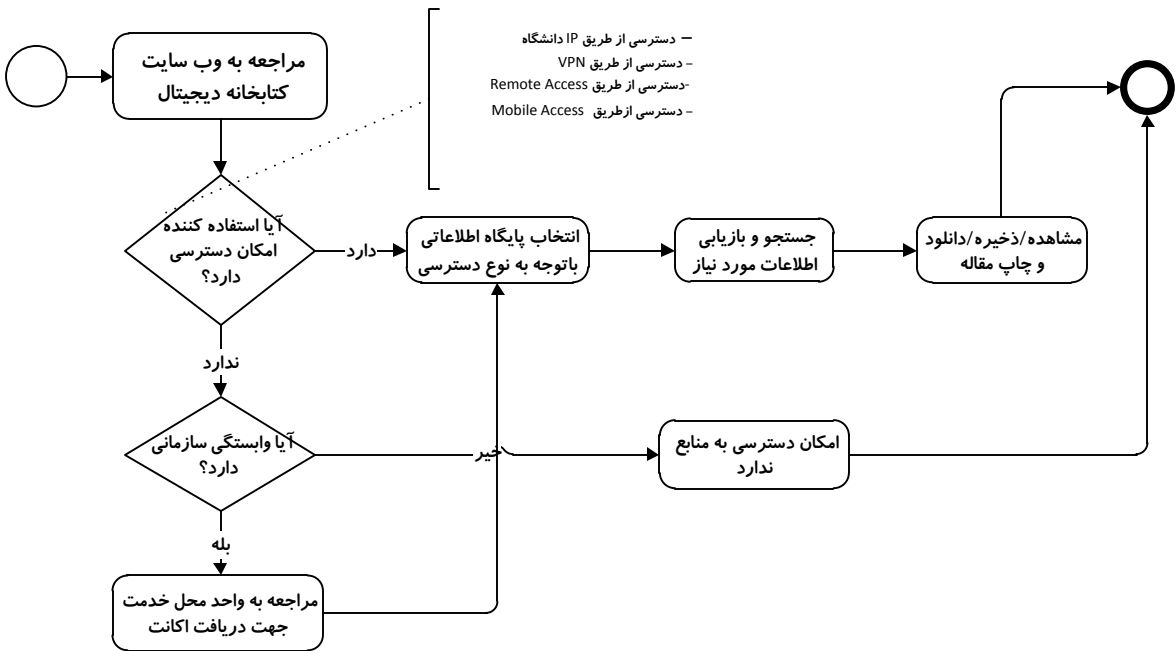 مراجعه به وب سایت
کتابخانه دیجیتال
– دسترسی از طریق IP دانشگاه
– دسترسی از طریق VPN
-دسترسی از طریق Remote Access
– دسترسی ازطریق Mobile Access
آیا استفاده کننده
امکان دسترسی
دارد؟
دارد
انتخاب پایگاه اطلاعاتی
باتوجه به نوع دسترسی
جستجو و بازیابی
اطلاعات مورد نیاز
مشاهده/ذخیره/دانلود
و چاپ مقاله
ندارد
آیا وابستگی سازمانی
دارد؟
خیر
امکان دسترسی به منابع
ندارد
بله
مراجعه به واحد محل خدمت
جهت دریافت اکانت